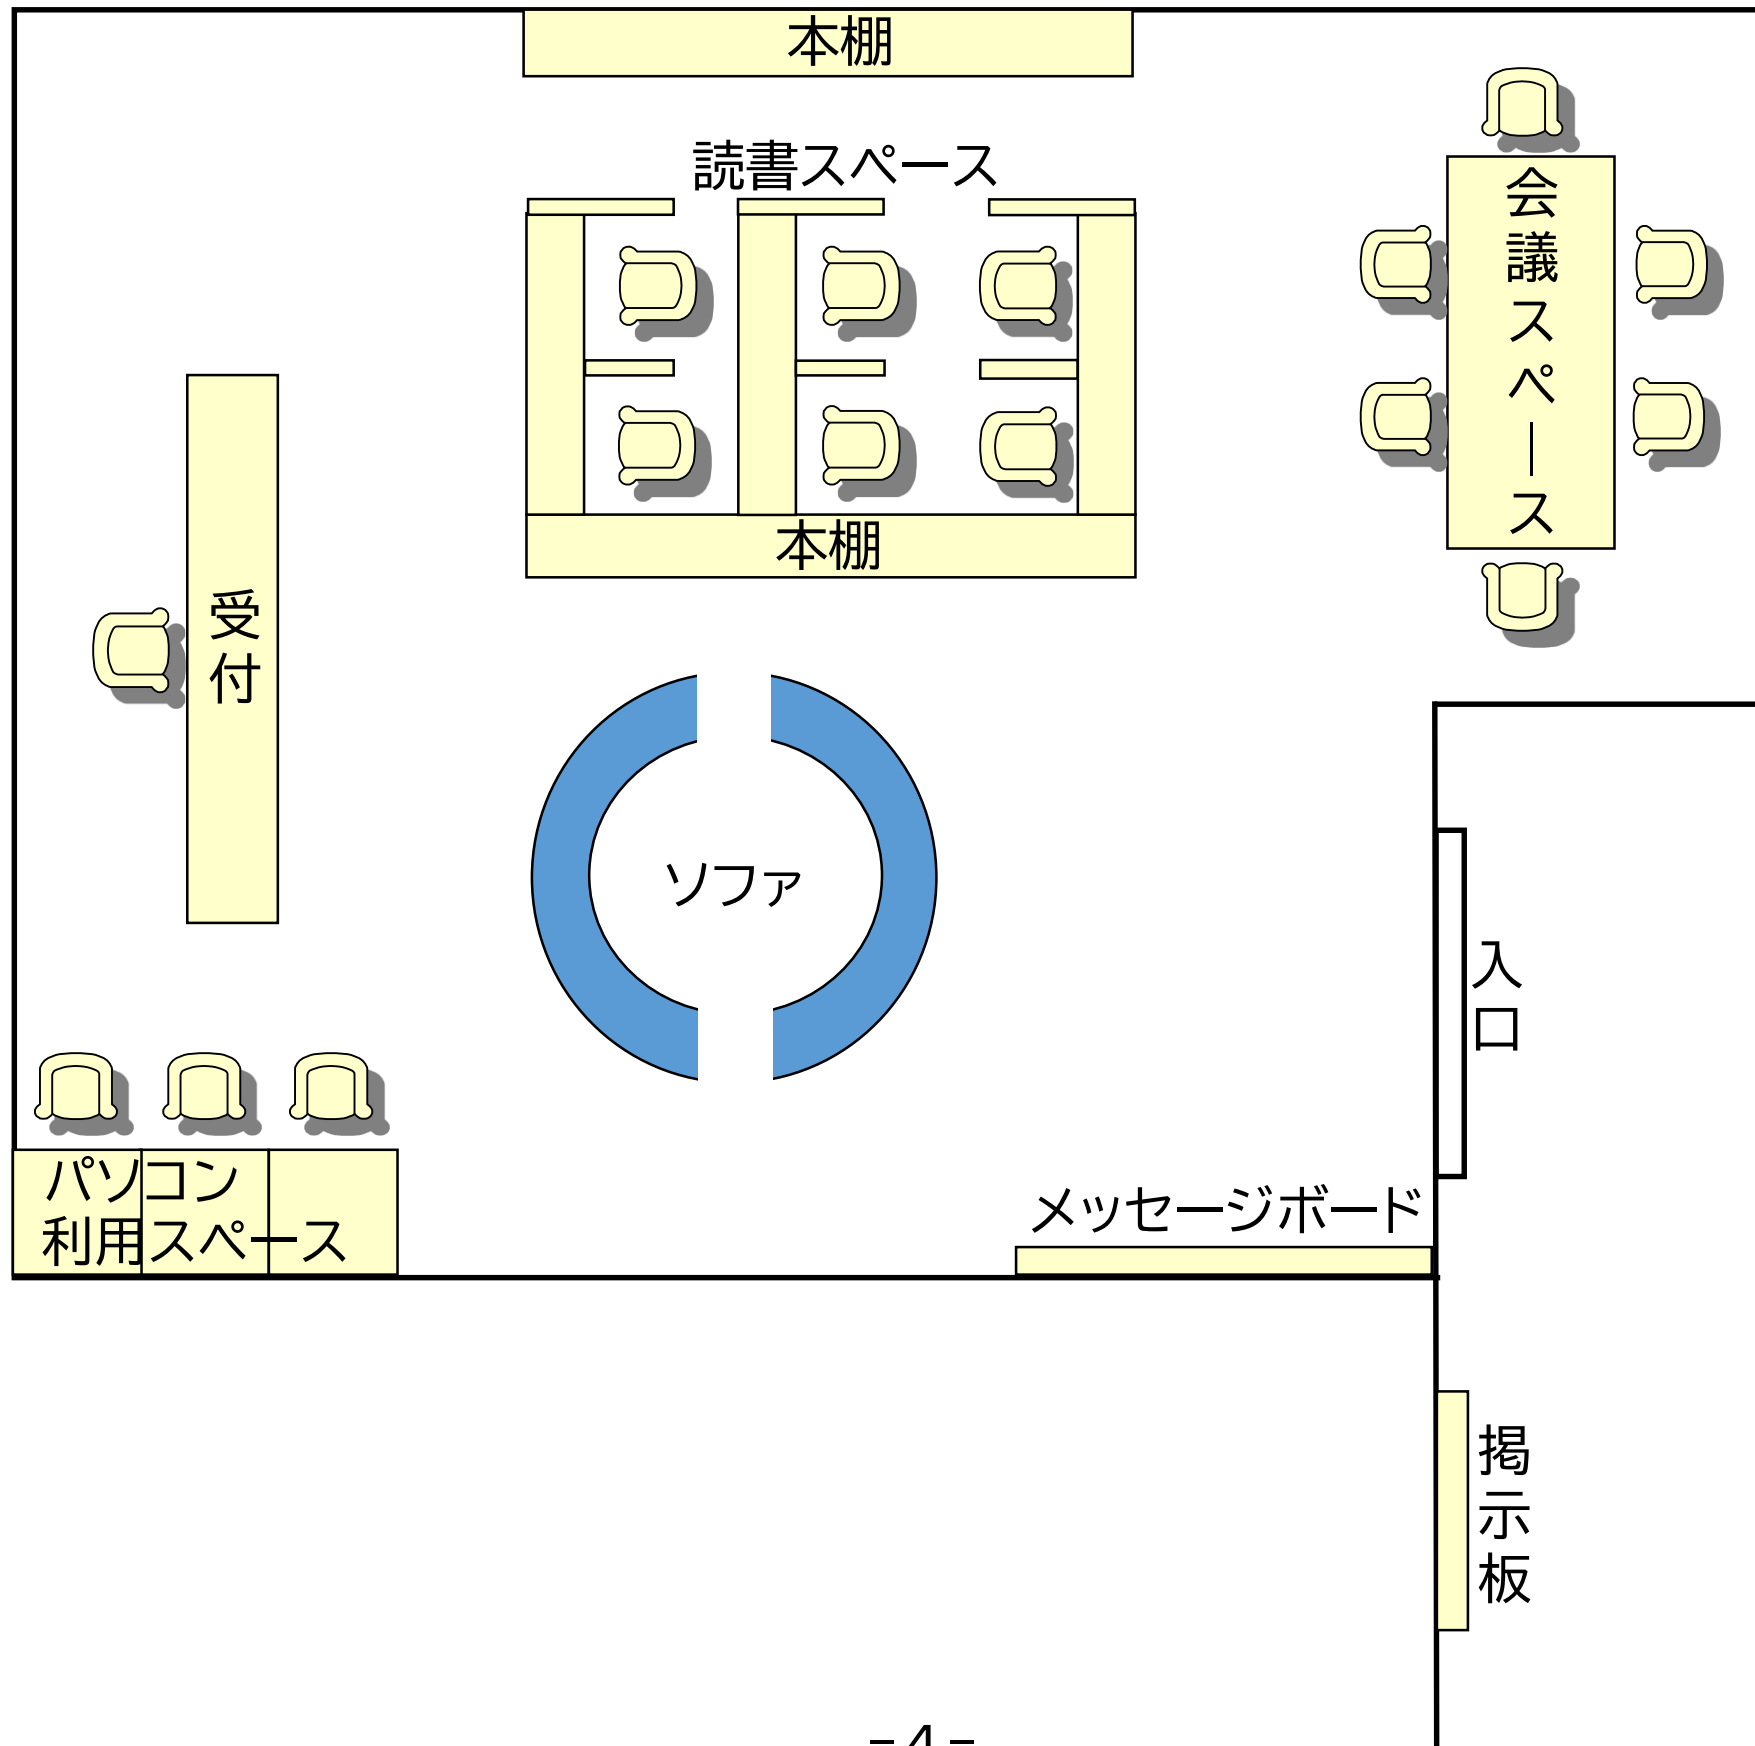 本棚
読書スペース
会議スペース
本棚
受付
ソファ
入口
パソコン
利用スペース
メッセージボード
掲示板
-4-